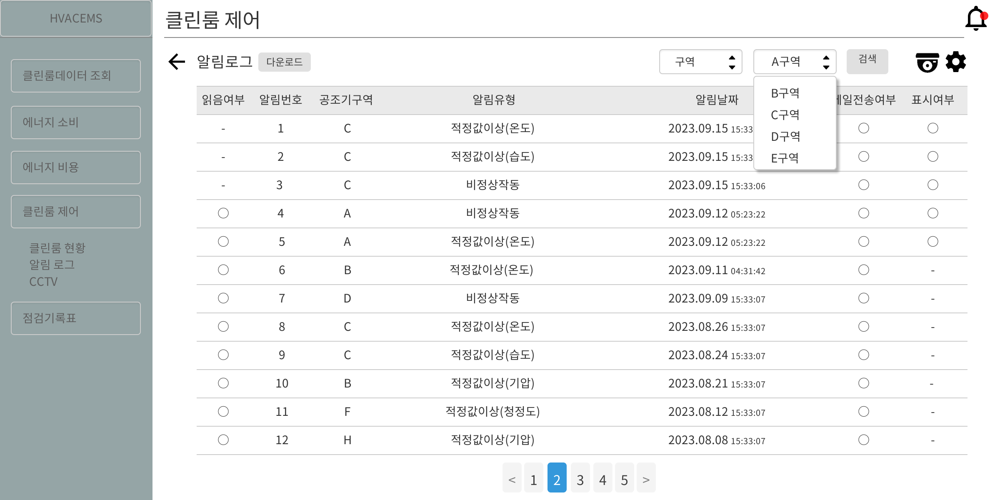 HVACEMS
클린룸데이터 조회
에너지 소비
에너지 비용
클린룸 제어
클린룸 현황
알림 로그
CCTV
점검기록표
클린룸 제어
알림로그 다운로드 구역 A구역 검색
B구역
C구역
D구역
E구역
읽음여부 알림번호 공조기구역 알림유형 알림날짜 일전송여부 표시여부
- 1 C 적정값이상(온도) 2023.09.15 15:33 ○ ○
- 2 C 적정값이상(습도) 2023.09.15 15:33 ○ ○
- 3 C 비정상작동 2023.09.15 15:33:06 ○ ○
○ 4 A 비정상작동 2023.09.12 05:23:22 ○ ○
○ 5 A 적정값이상(온도) 2023.09.12 05:23:22 ○ ○
○ 6 B 적정값이상(온도) 2023.09.11 04:31:42 ○ -
○ 7 D 비정상작동 2023.09.09 15:33:07 ○ -
○ 8 C 적정값이상(온도) 2023.08.26 15:33:07 ○ -
○ 9 C 적정값이상(습도) 2023.08.24 15:33:07 ○ -
○ 10 B 적정값이상(기압) 2023.08.21 15:33:07 ○ -
○ 11 F 적정값이상(청정도) 2023.08.12 15:33:07 ○ -
○ 12 H 적정값이상(기압) 2023.08.08 15:33:07 ○ -
< 1 2 3 4 5 >